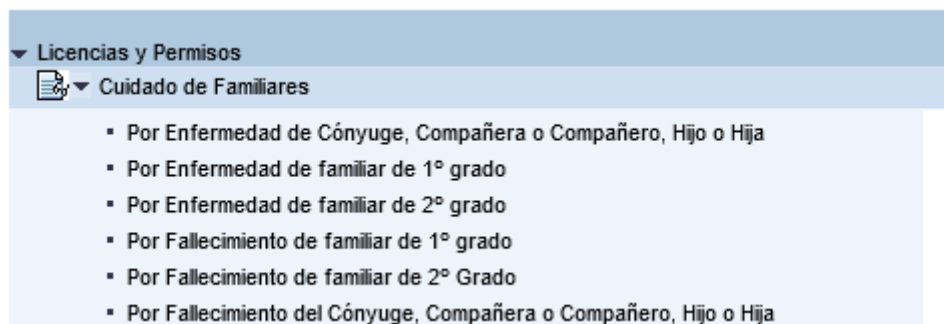 Licencias y Permisos
Cuidado de Familiares
Por Enfermedad de Cónyuge, Compañera o Compañero, Hijo o Hija
Por Enfermedad de familiar de 1º grado
Por Enfermedad de familiar de 2º grado
Por Fallecimiento de familiar de 1º grado
Por Fallecimiento de familiar de 2º Grado
Por Fallecimiento del Cónyuge, Compañera o Compañero, Hijo o Hija